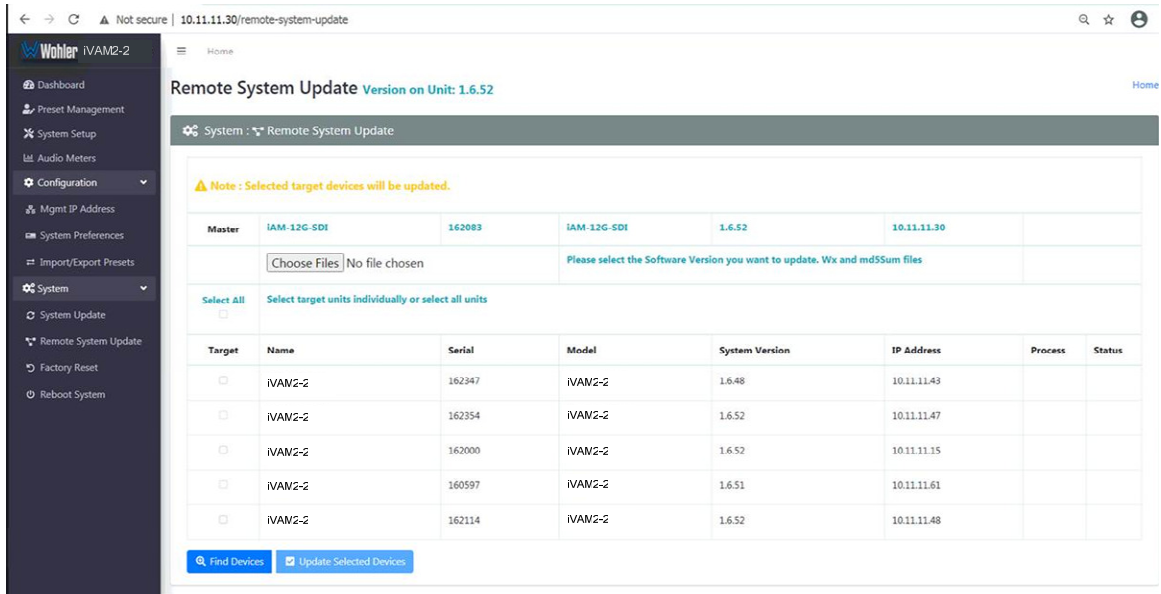 Not secure | 10.11.11.30/remote-system-update
Wohler iVAM2-2
Home
Dashboard
Preset Management
System Setup
Audio Meters
Configuration
Mgmt IP Address
System Preferences
Import/Export Presets
System
System Update
Remote System Update
Factory Reset
Reboot System
Remote System Update Version on Unit: 1.6.52
Home
System : Remote System Update
Note : Selected target devices will be updated.
Master iAM-12G-SDI 162083 iAM-12G-SDI 1.6.52 10.11.11.30
Choose Files No file chosen Please select the Software Version you want to update. Wx and md5Sum files
Select All Select target units individually or select all units
Target Name Serial Model System Version IP Address Process Status
iVAM2-2 162347 iVAM2-2 1.6.48 10.11.11.43
iVAM2-2 162354 iVAM2-2 1.6.52 10.11.11.47
iVAM2-2 162000 iVAM2-2 1.6.52 10.11.11.15
iVAM2-2 160597 iVAM2-2 1.6.51 10.11.11.61
iVAM2-2 162114 iVAM2-2 1.6.52 10.11.11.48
Find Devices Update Selected Devices